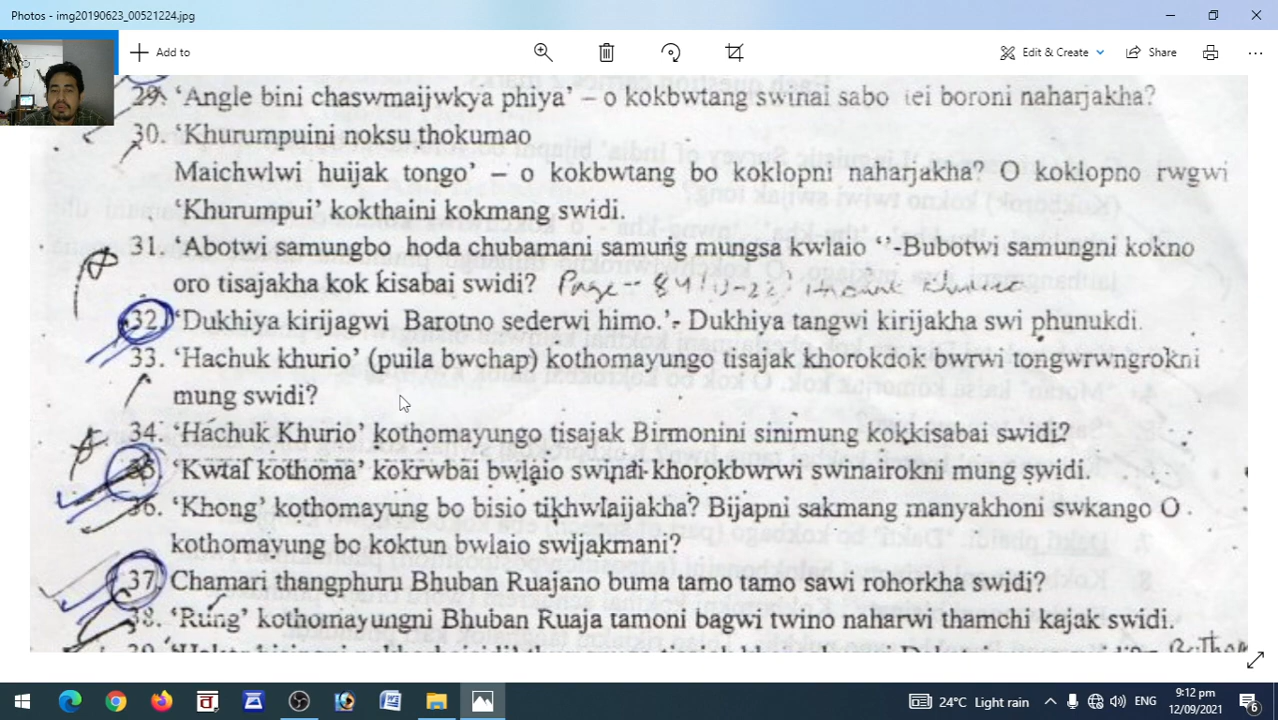 Photos - img20190623_00521224.jpg
Add to
Edit & Create
Share
29. 'Angle bini chaswmaijwkya phiya' – o kokbwtang swinai sabo tei boroni naharjakha?
30. 'Khurumpuini noksu thokumao
Maichwlwi huijak tongo' – o kokbwtang bo koklopni naharjakha? O koklopno rwgwi
'Khurumpui' kokthaini kokmang swidi.
31. 'Abotwi samungbo hoda chubamani samung mungsa kwlaio ''-Bubotwi samungni kokno
oro tisajakha kok kisabai swidi? Page - 84
32. 'Dukhiya kirijagwi Barotno sederwi himo.'- Dukhiya tangwi kirijakha swi phunukdi.
33. 'Hachuk khurio' (puila bwchap) kothomayungo tisajak khorokdok bwrwi tongwrwngrokni
mung swidi?
34. 'Hachuk Khurio' kothomayungo tisajak Birmonini sinimung kokkisabai swidi?
35. 'Kwtal kothoma' kokrwbai bwlaio swindi khorokbwrwi swinairokni mung swidi.
36. 'Khong' kothomayung bo bisio tikhwlaijakha? Bijapni sakmang manyakhoni swkango O
kothomayung bo koktun bwlaio swijakmani?
37. Chamari thangphuru Bhuban Ruajano buma tamo tamo sawi rohorkha swidi?
38. 'Rung' kothomayungni Bhuban Ruaja tamoni bagwi twino naharwi thamchi kajak swidi.
24°C Light rain
ENG
9:12 pm
12/09/2021
6